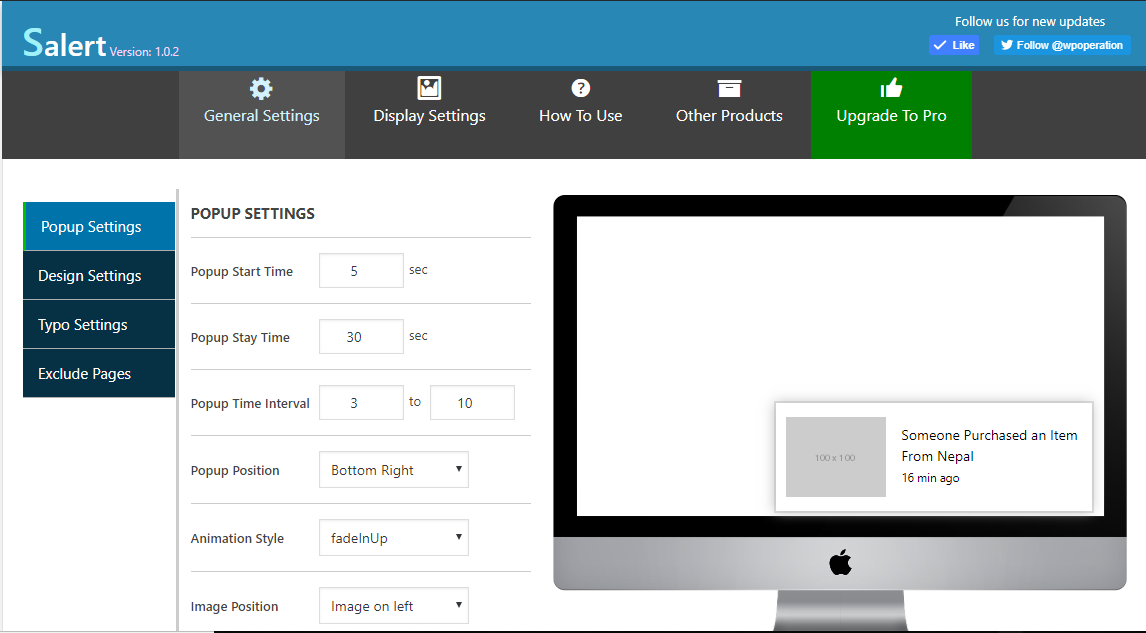 Follow us for new updates
Salert Version: 1.0.2
Like
Follow @wpoperation
General Settings
Display Settings
How To Use
Other Products
Upgrade To Pro
Popup Settings
Design Settings
Typo Settings
Exclude Pages
POPUP SETTINGS
Popup Start Time 5 sec
Popup Stay Time 30 sec
Popup Time Interval 3 to 10
Popup Position Bottom Right
Animation Style fadeInUp
Image Position Image on left
100 x 100
Someone Purchased an Item
From Nepal
16 min ago